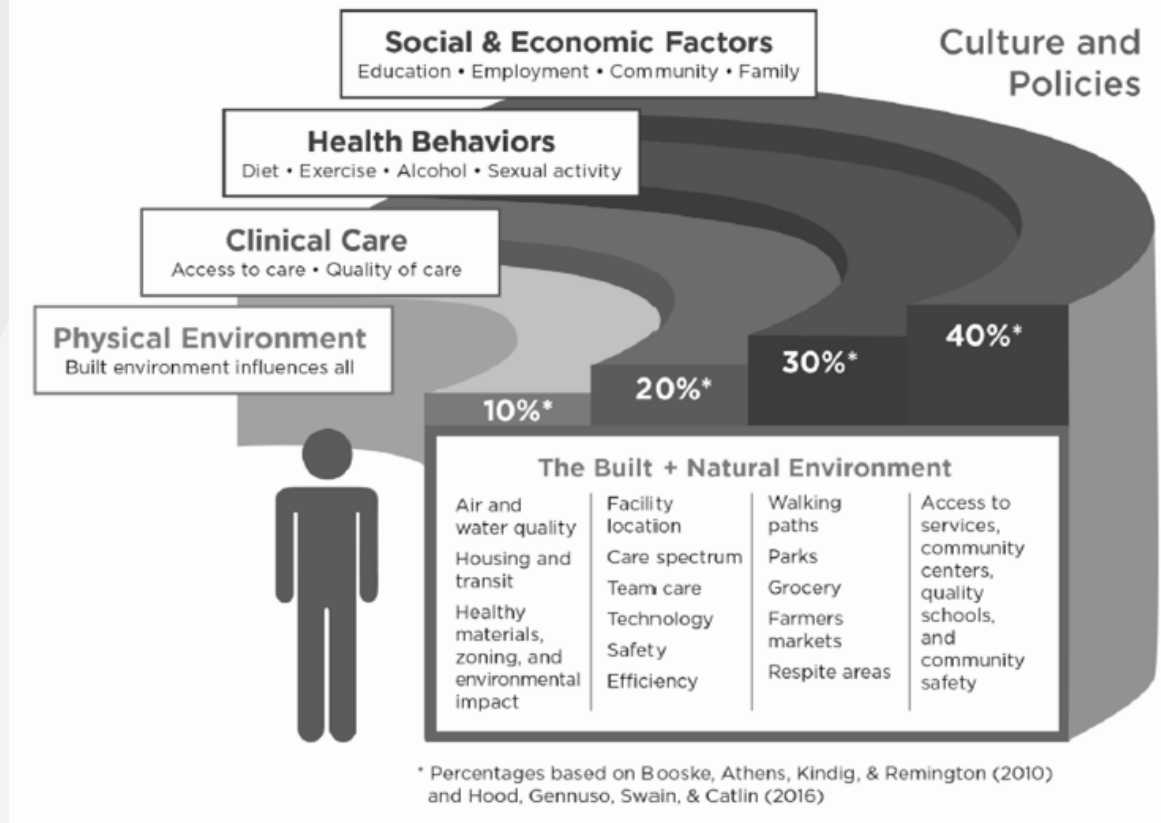 Social & Economic Factors
Education • Employment • Community • Family
Culture and
Policies
Health Behaviors
Diet • Exercise • Alcohol • Sexual activity
Clinical Care
Access to care • Quality of care
Physical Environment
Built environment influences all
10%*
20%*
30%*
40%*
The Built + Natural Environment
Air and
water quality
Housing and
transit
Healthy
materials,
zoning, and
environmental
impact
Facility
location
Care spectrum
Team care
Technology
Safety
Efficiency
Walking
paths
Parks
Grocery
Farmers
markets
Respite areas
Access to
services,
community
centers,
quality
schools,
and
community
safety
* Percentages based on Booske, Athens, Kindig, & Remington (2010)
and Hood, Gennuso, Swain, & Catlin (2016)